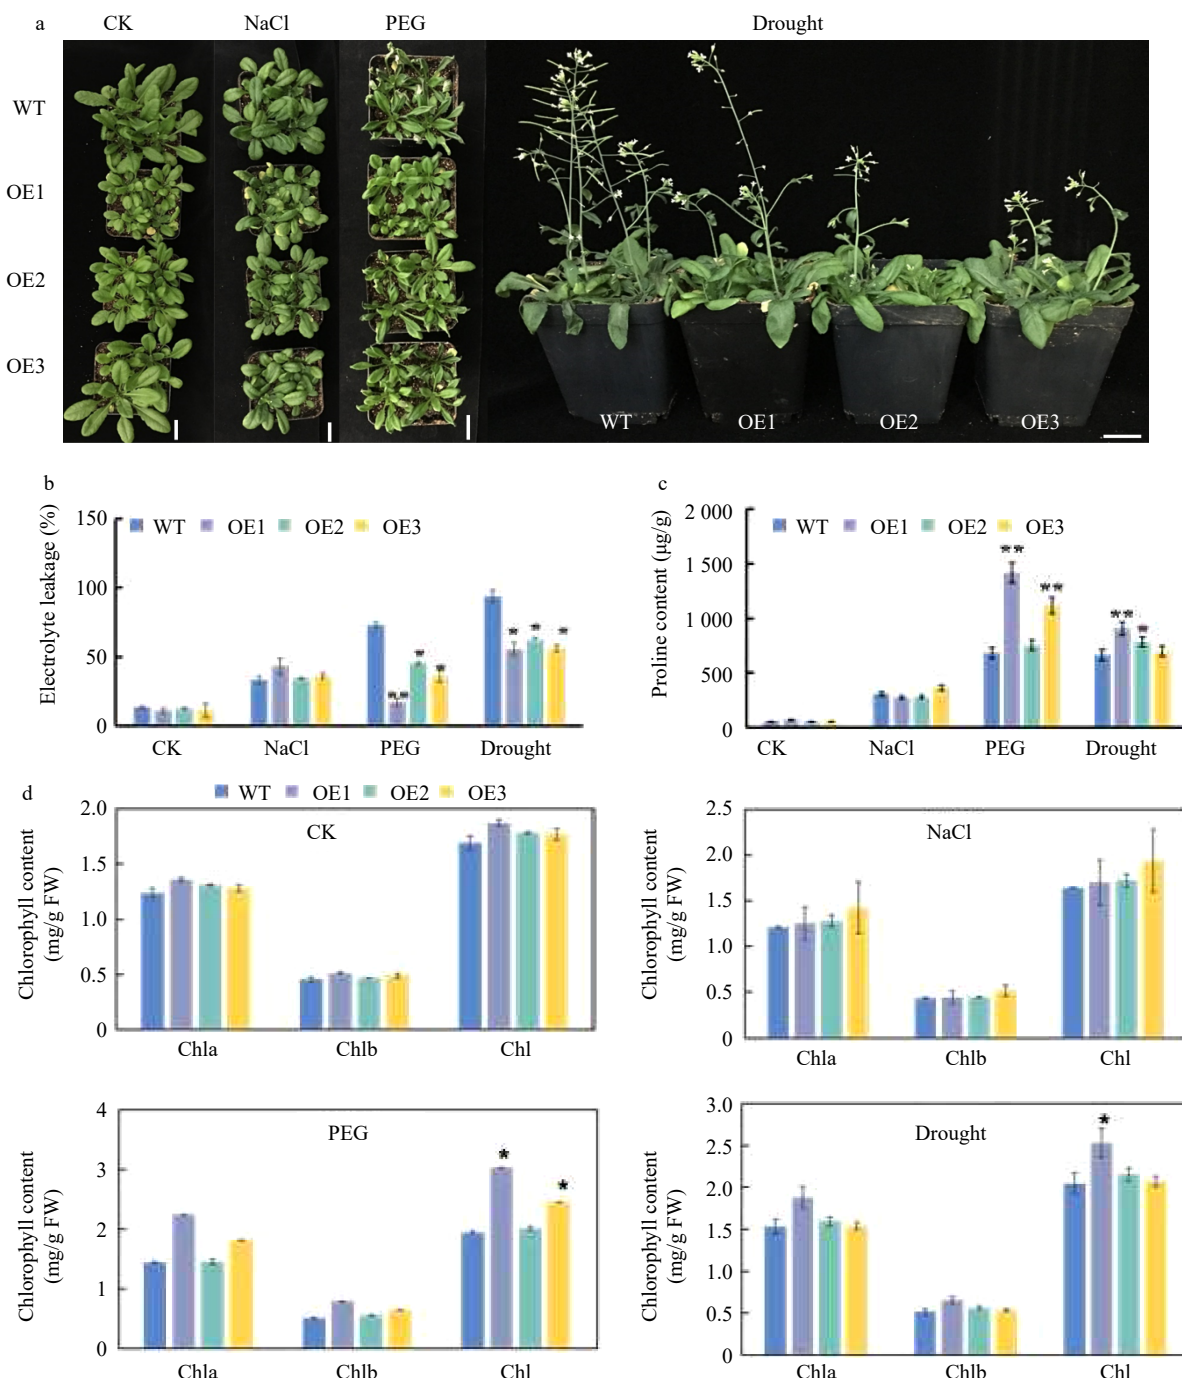 a CK NaCl PEG Drought
WT
OE1
OE2
OE3
WT OE1 OE2 OE3
b
WT OE1 OE2 OE3
Electrolyte leakage (%)
150
100
50
0
CK NaCl PEG Drought
c
WT OE1 OE2 OE3
Proline content (μg/g)
2 000
1 500
1 000
500
0
** ** ** *
CK NaCl PEG Drought
** * * * * *
d
WT OE1 OE2 OE3
CK
Chlorophyll content
(mg/g FW)
2.0
1.5
1.0
0.5
0
Chla Chlb Chl
NaCl
Chlorophyll content
(mg/g FW)
2.5
2.0
1.5
1.0
0.5
0
Chla Chlb Chl
PEG
Chlorophyll content
(mg/g FW)
4
3
2
1
0
* *
Chla Chlb Chl
Drought
Chlorophyll content
(mg/g FW)
3.0
2.5
2.0
1.5
1.0
0.5
0
*
Chla Chlb Chl